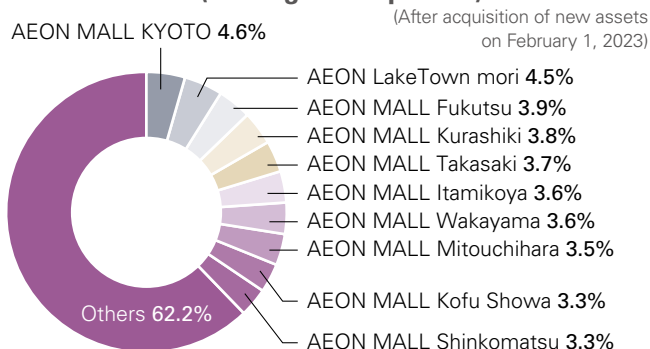 (After acquisition of new assets
on February 1, 2023)
AEON MALL KYOTO 4.6%
AEON LakeTown mori 4.5%
AEON MALL Fukutsu 3.9%
AEON MALL Kurashiki 3.8%
AEON MALL Takasaki 3.7%
AEON MALL Itamikoya 3.6%
AEON MALL Wakayama 3.6%
AEON MALL Mitouchihara 3.5%
AEON MALL Kofu Showa 3.3%
AEON MALL Shinkomatsu 3.3%
Others 62.2%